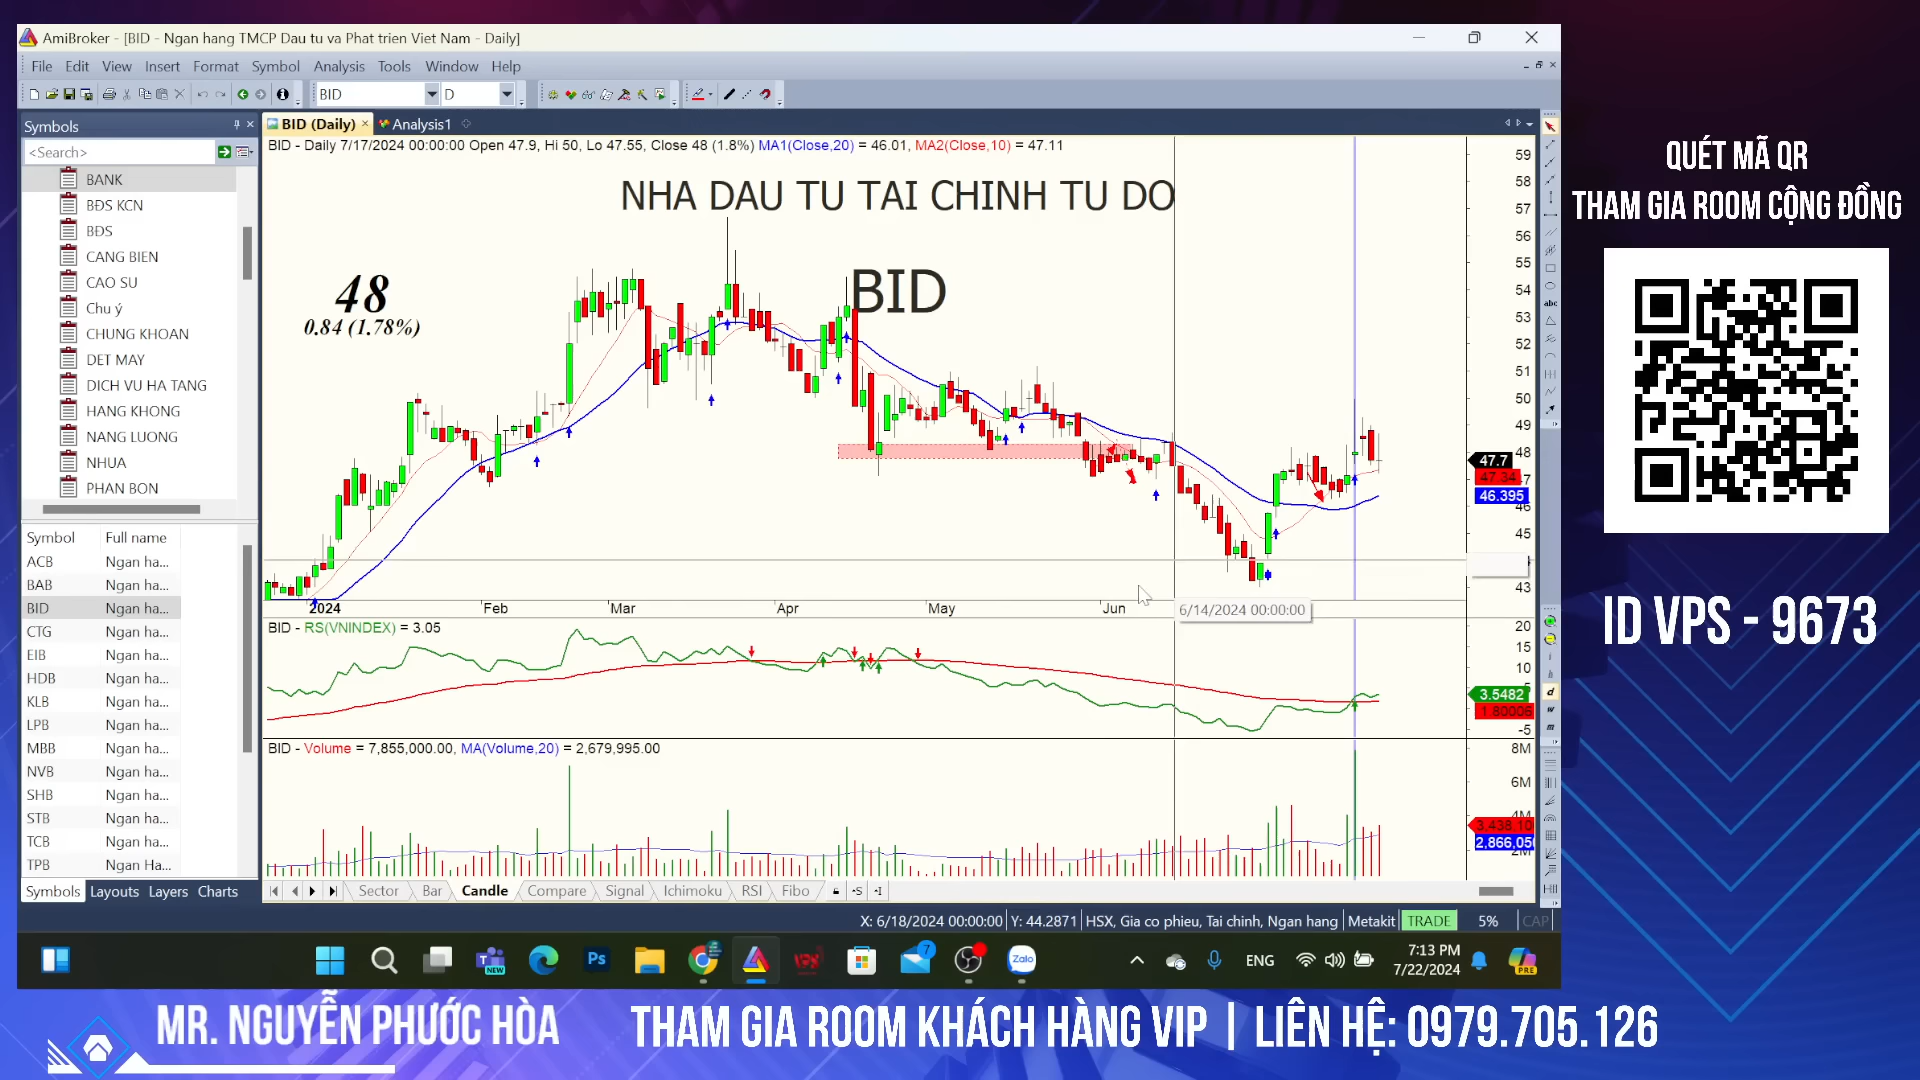 AmiBroker - [BID - Ngan hang TMCP Dau tu va Phat trien Viet Nam - Daily]
File Edit View Insert Format Symbol Analysis Tools Window Help
BID D
Symbols
<Search>
BANK
BĐS KCN
BĐS
CANG BIEN
CAO SU
Chu ý
CHUNG KHOAN
DET MAY
DICH VU HA TANG
HANG KHONG
NANG LUONG
NHUA
PHAN BON
Symbol Full name
ACB Ngan ha...
BAB Ngan ha...
BID Ngan ha...
CTG Ngan ha...
EIB Ngan ha...
HDB Ngan ha...
KLB Ngan ha...
LPB Ngan ha...
MBB Ngan ha...
NVB Ngan ha...
SHB Ngan ha...
STB Ngan ha...
TCB Ngan ha...
TPB Ngan Ha...
Symbols Layouts Layers Charts
BID (Daily) Analysis1
BID - Daily 7/17/2024 00:00:00 Open 47.9, Hi 50, Lo 47.55, Close 48 (1.8%) MA1(Close,20) = 46.01, MA2(Close,10) = 47.11
NHA DAU TU TAI CHINH TU DO
BID
48
0.84 (1.78%)
59
58
57
56
55
54
53
52
51
50
49
48
47.7
47.34
46.395
46
45
43
2024 Feb Mar Apr May Jun
6/14/2024 00:00:00
BID - RS(VNINDEX) = 3.05
20
15
10
3.5482
1.80006
-5
BID - Volume = 7,855,000.00, MA(Volume,20) = 2,679,995.00
8M
6M
4M
3,438,10
2,866,05
2M
Sector Bar Candle Compare Signal Ichimoku RSI Fibo
X: 6/18/2024 00:00:00 Y: 44.2871 HSX, Gia co phieu, Tai chinh, Ngan hang Metakit TRADE 5% CAP
ENG
7:13 PM
7/22/2024
QUÉT MÃ QR
THAM GIA ROOM CỘNG ĐỒNG
ID VPS - 9673
MR. NGUYỄN PHƯỚC HÒA
THAM GIA ROOM KHÁCH HÀNG VIP | LIÊN HỆ: 0979.705.126